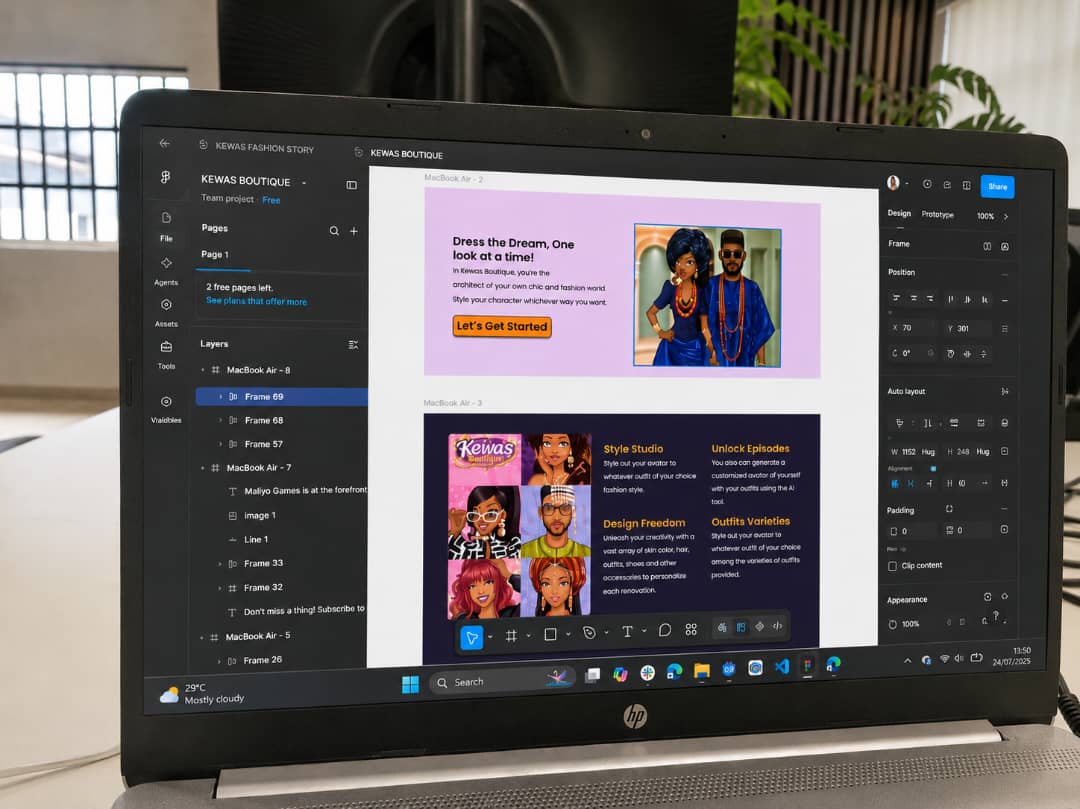 KEWAS FASHION STORY
KEWAS BOUTIQUE
KEWAS BOUTIQUE
Team project · Free
File
Agents
Assets
Tools
Vraidbles
Pages
Page 1
2 free pages left.
See plans that offer more
Layers
MacBook Air - 8
Frame 69
Frame 68
Frame 57
MacBook Air - 7
Maliyo Games is at the forefront
image 1
Line 1
Frame 33
Frame 32
Don't miss a thing! Subscribe to
MacBook Air - 5
Frame 26
MacBook Air - 2
Dress the Dream, One
look at a time!
In Kewas Boutique, you're the
architect of your own chic and fashion world.
Style your character whichever way you want.
Let's Get Started
MacBook Air - 3
Kewas
Boutique
Style Studio
Style out your avatar to
whatever outfit of your choice
fashion style.
Design Freedom
Unleash your creativity with a
vast array of skin color, hair,
outfits, shoes and other
accessories to personalize
each renovation.
Unlock Episodes
You also can generate a
customized avatar of yourself
with your outfits using the AI
tool.
Outfits Varieties
Style out your avatar to
whatever outfit of your choice
among the varieties of outfits
provided.
Share
Design Prototype 100%
Frame
Position
X 70 Y 301
0°
Auto layout
W 1152 Hug H 248 Hug
Alignment
Padding
0 0
Clip content
Appearance
100%
29°C
Mostly cloudy
Search
13:50
24/07/2025
hp